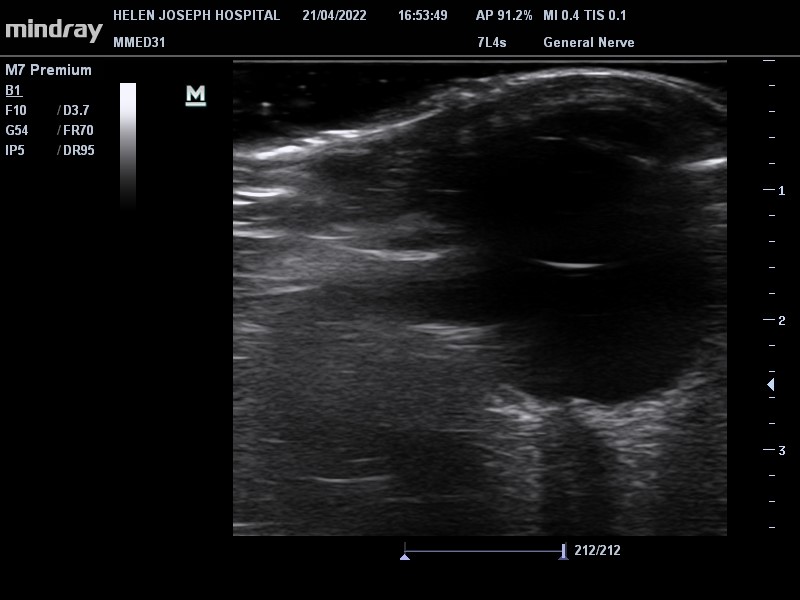 mindray
HELEN JOSEPH HOSPITAL 21/04/2022 16:53:49 AP 91.2% MI 0.4 TIS 0.1
MMED31 7L4s General Nerve
M7 Premium
B1
F10 / D3.7
G54 / FR70
IP5 / DR95
M
1
2
3
212/212